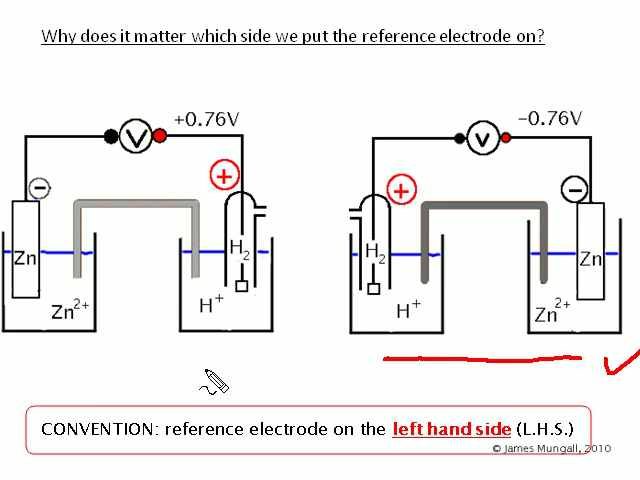 Why does it matter which side we put the reference electrode on?
+0.76V
−0.76V
V
V
−
+
+
−
Zn
H2
H2
Zn
Zn2+
H+
H+
Zn2+
CONVENTION: reference electrode on the left hand side (L.H.S.)
© James Mungall, 2010